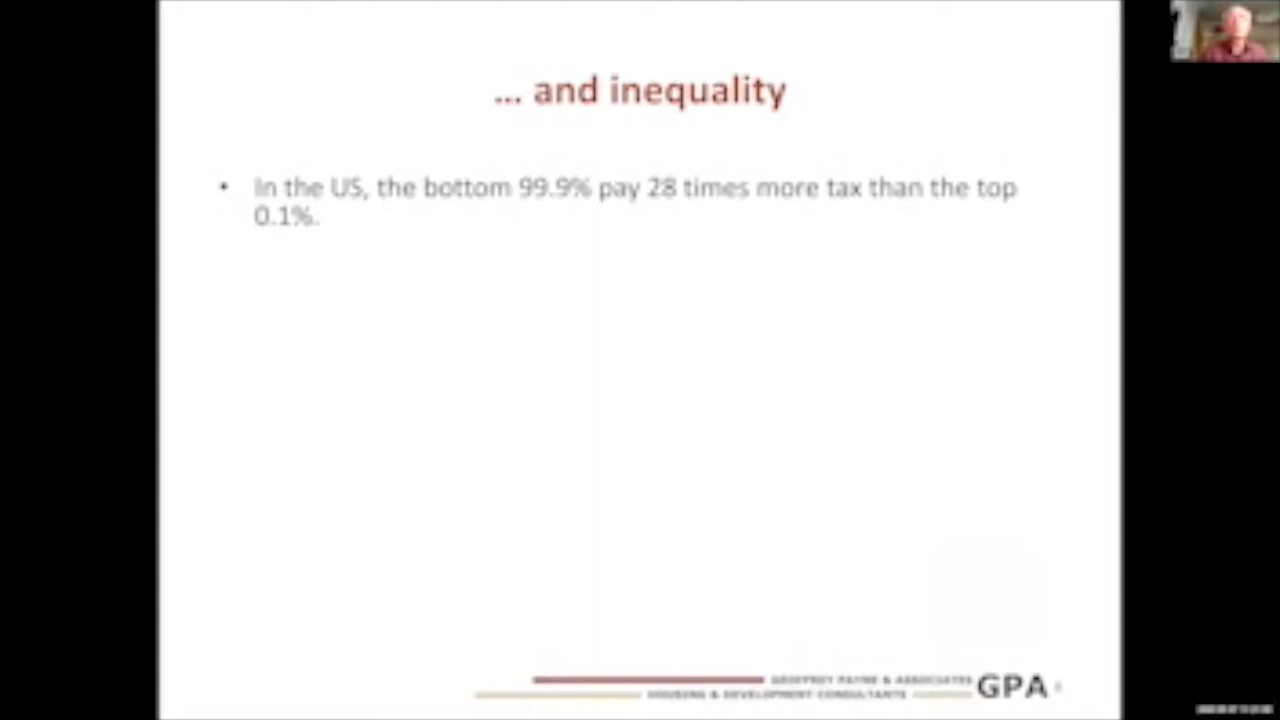 ... and inequality
• In the US, the bottom 99.9% pay 28 times more tax than the top
0.1%.
GEOFFREY PAYNE & ASSOCIATES
HOUSING & DEVELOPMENT CONSULTANTS
GPA